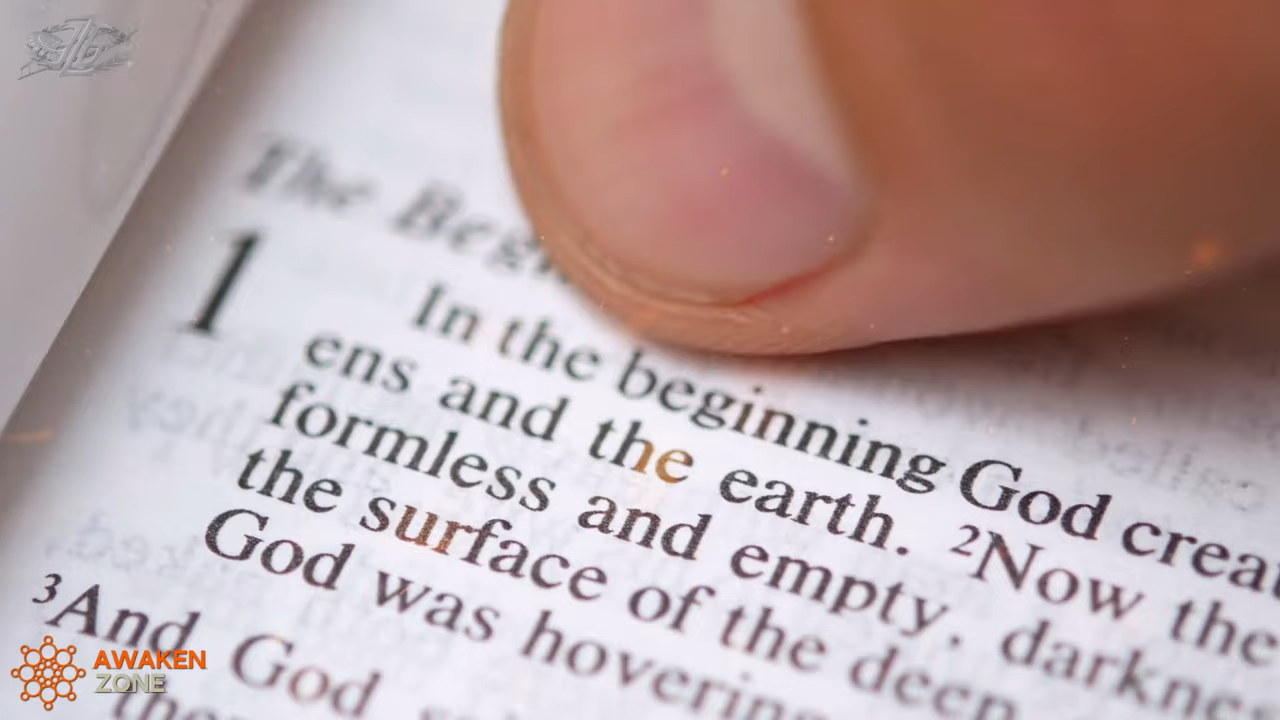 The Begin
1 In the beginning God creat
ens and the earth. ²Now the
formless and empty, darkne
the surface of the deep
God was hovering
³And God
AWAKEN
ZONE